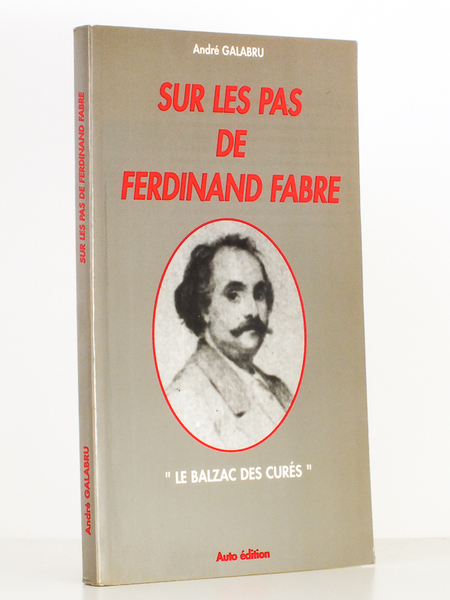 André GALABRU
SUR LES PAS
DE
FERDINAND FABRE
" LE BALZAC DES CURÉS "
Auto édition
SUR LES PAS DE FERDINAND FABRE
André GALABRU